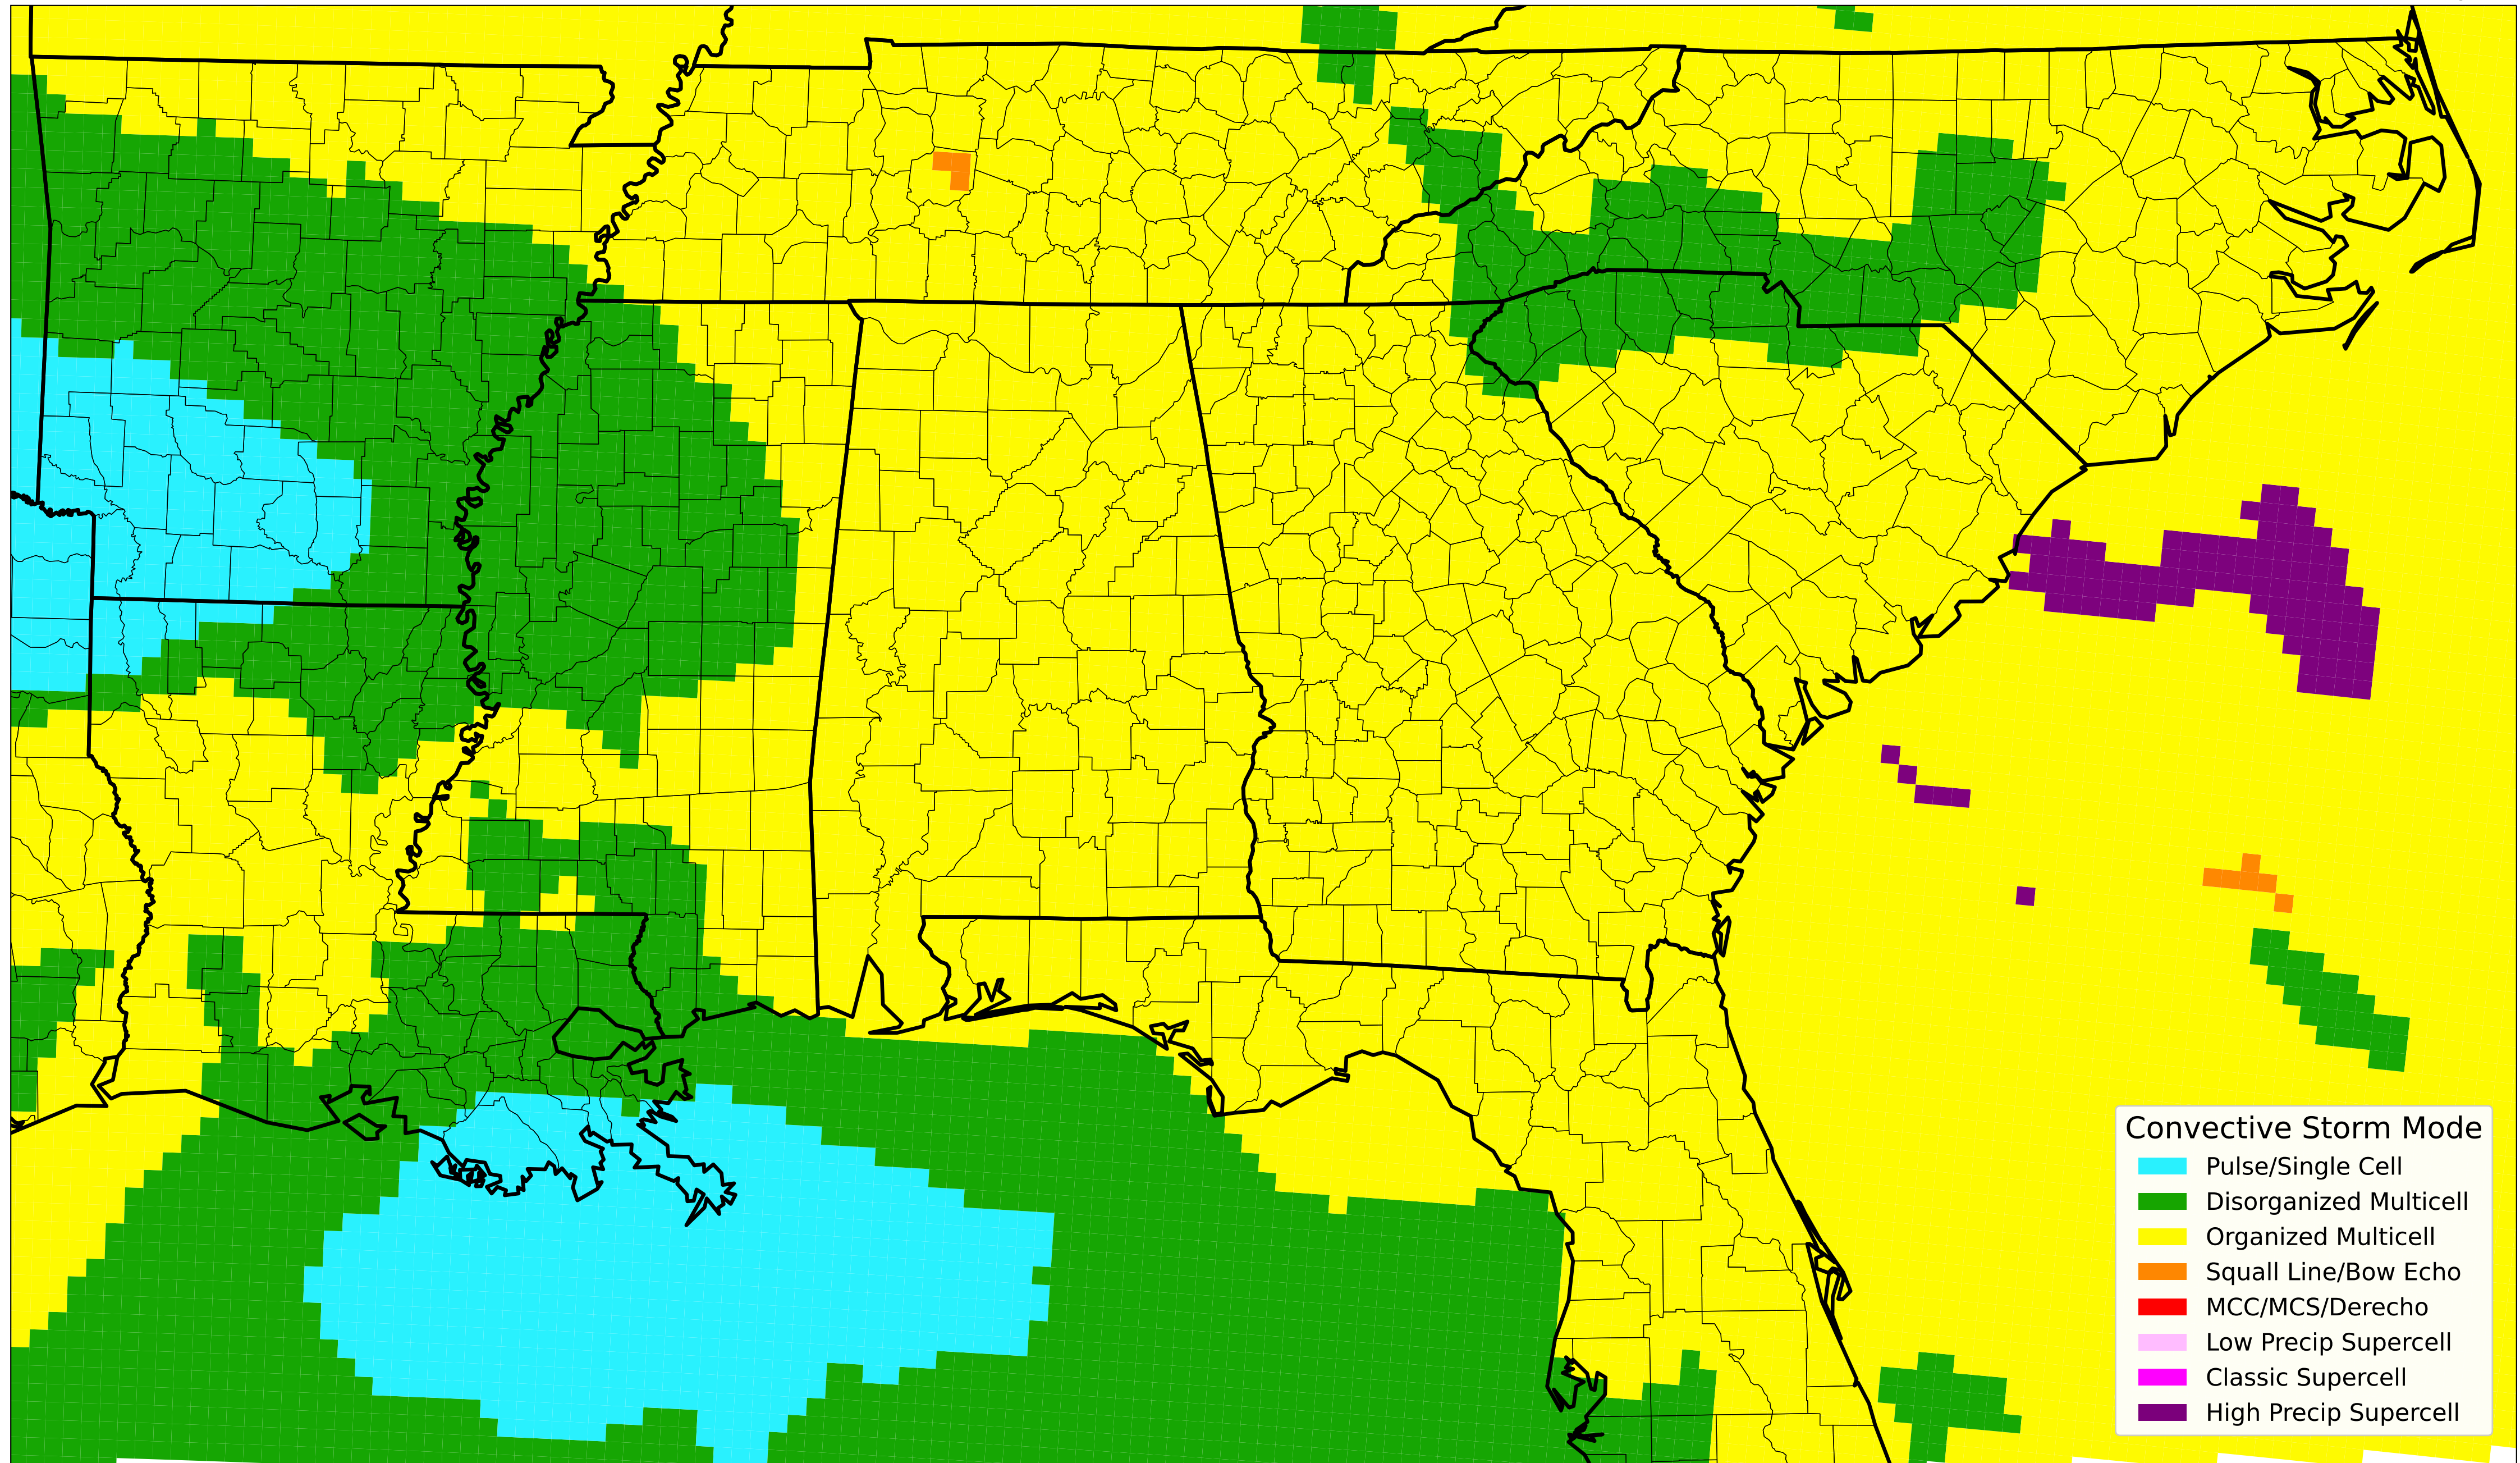 Convective Storm Mode
Pulse/Single Cell
Disorganized Multicell
Organized Multicell
Squall Line/Bow Echo
MCC/MCS/Derecho
Low Precip Supercell
Classic Supercell
High Precip Supercell